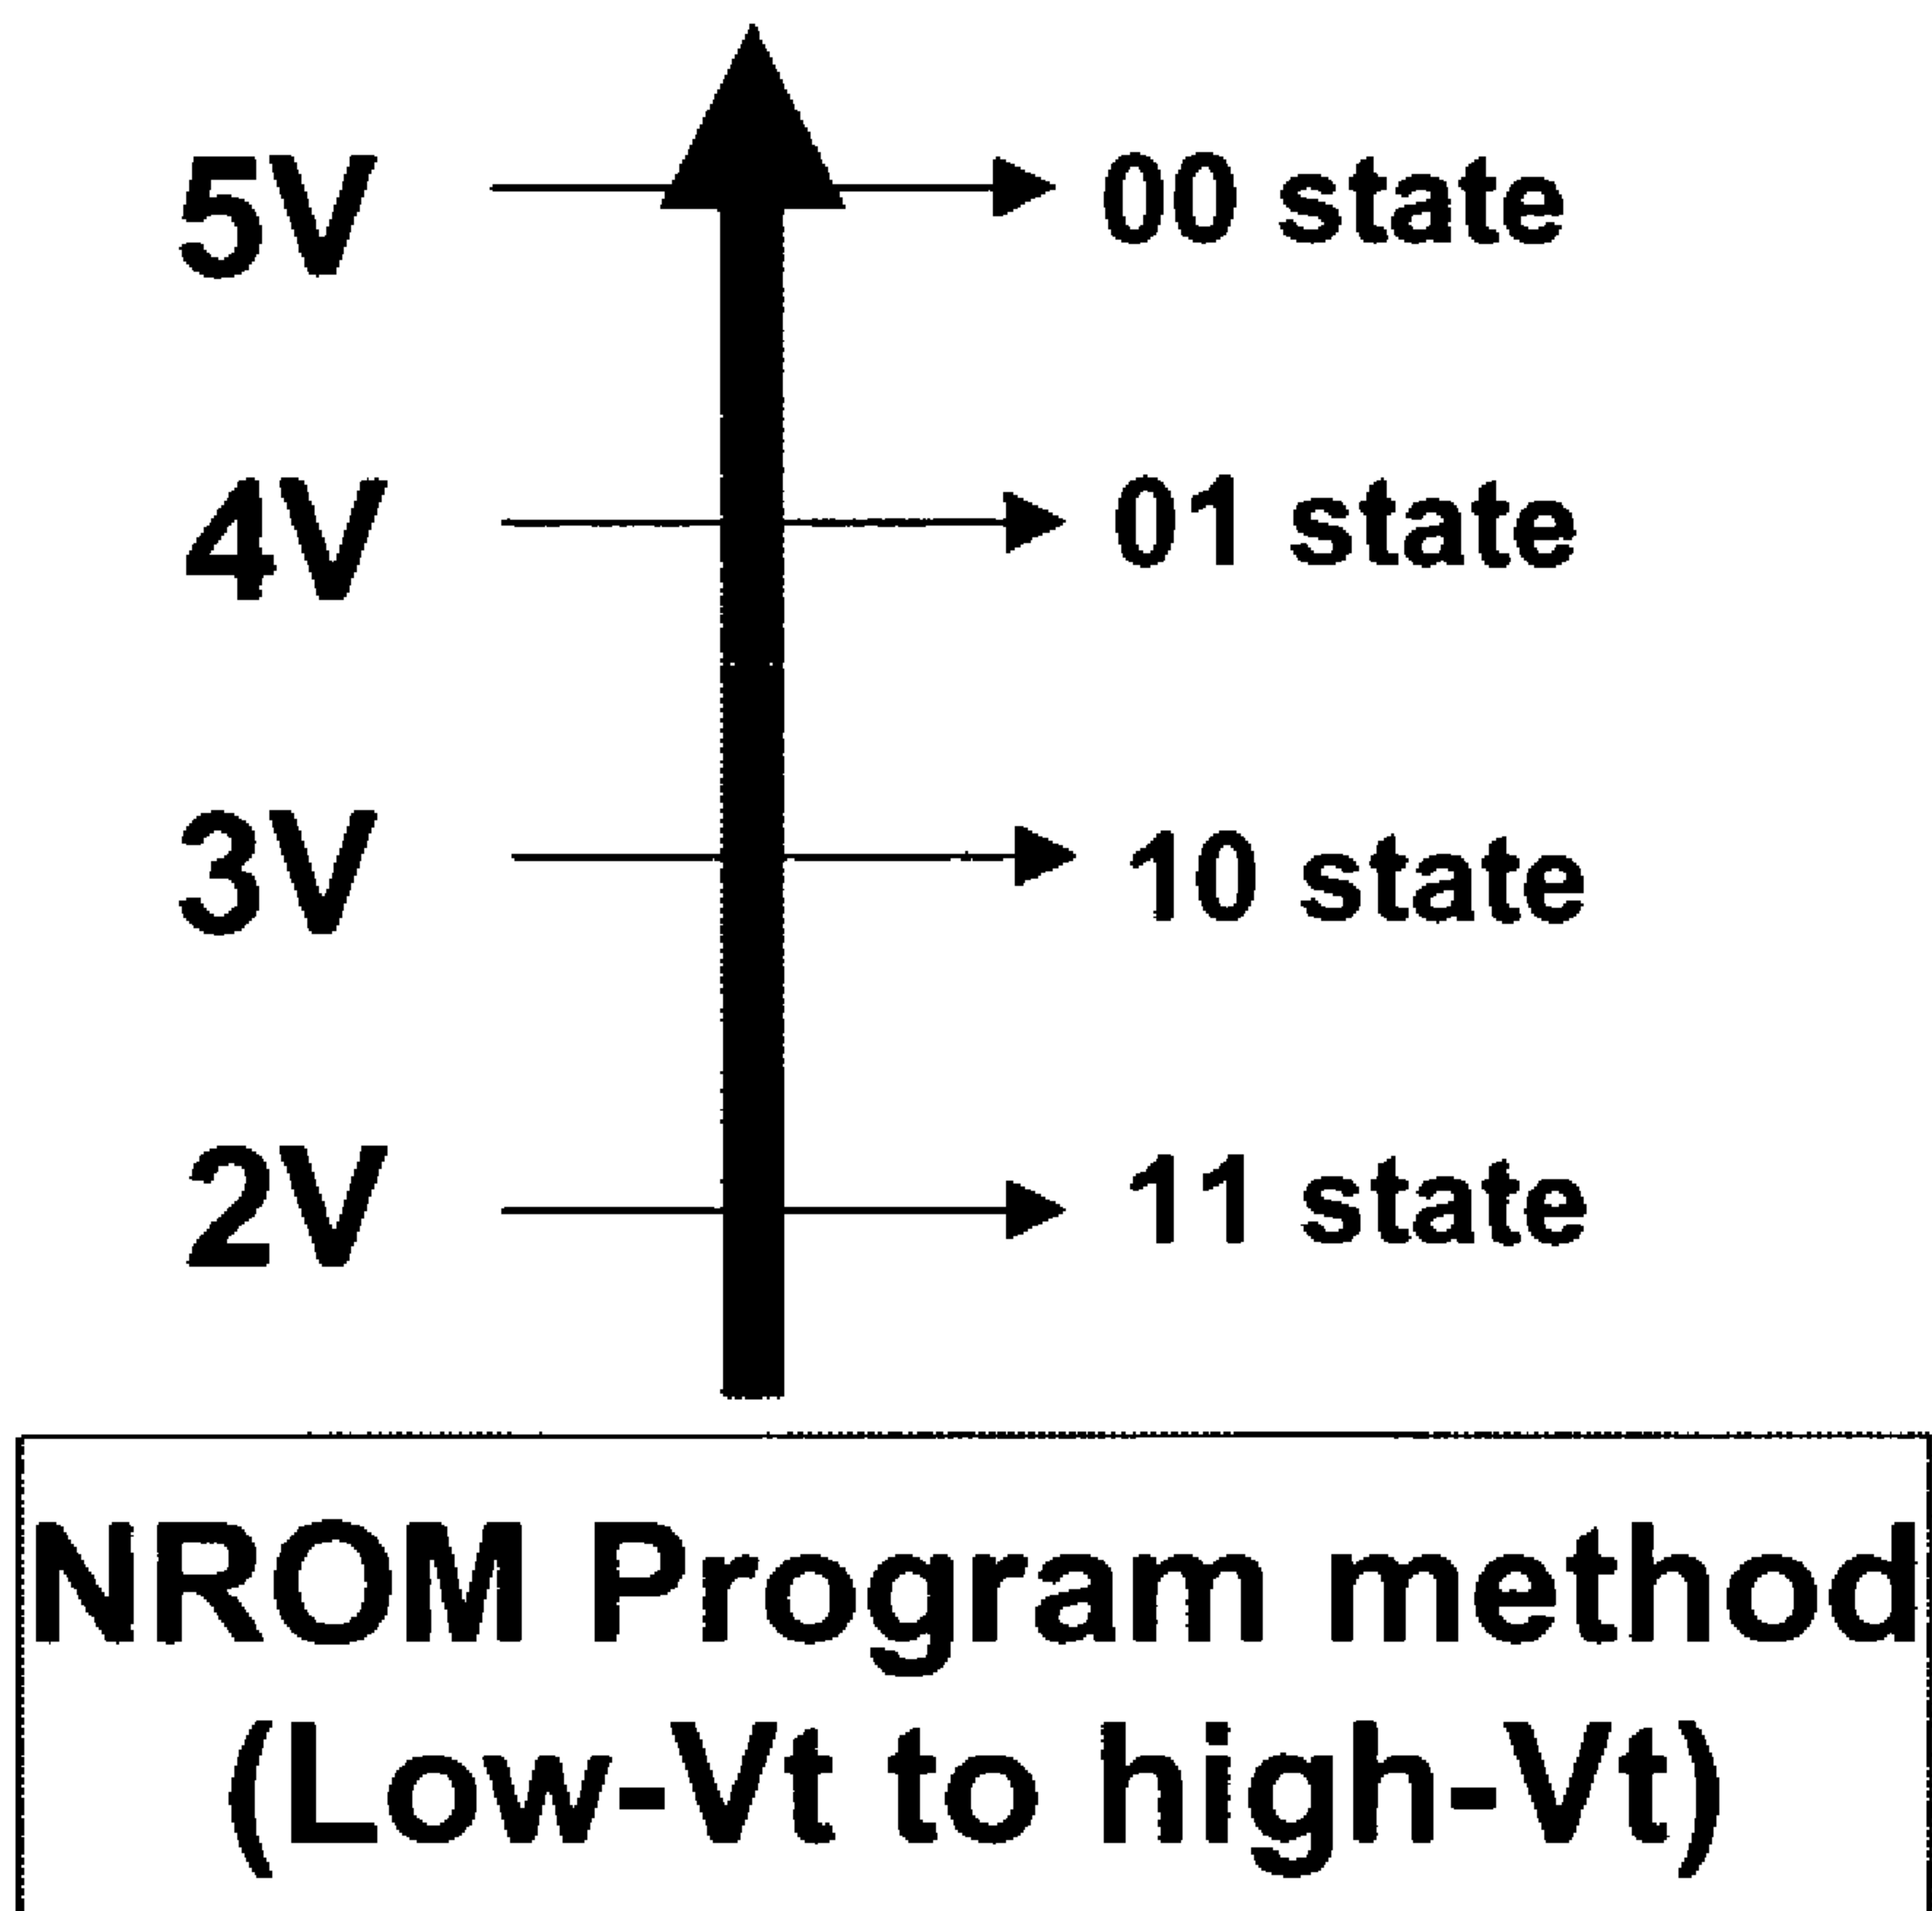 5V 00 state
4V 01 state
3V 10 state
2V 11 state
NROM Program method
(Low-Vt to high-Vt)